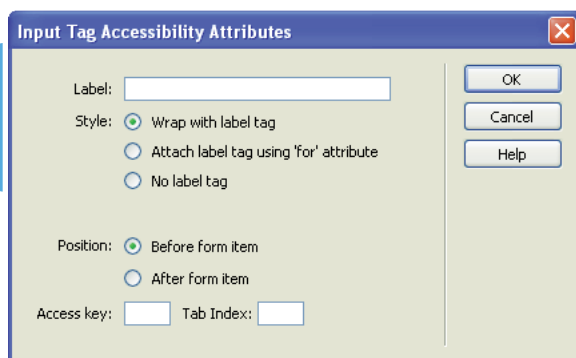 Input Tag Accessibility Attributes
Label:
OK
Style: Wrap with label tag
Cancel
Attach label tag using 'for' attribute
Help
No label tag
Position: Before form item
After form item
Access key: Tab Index: